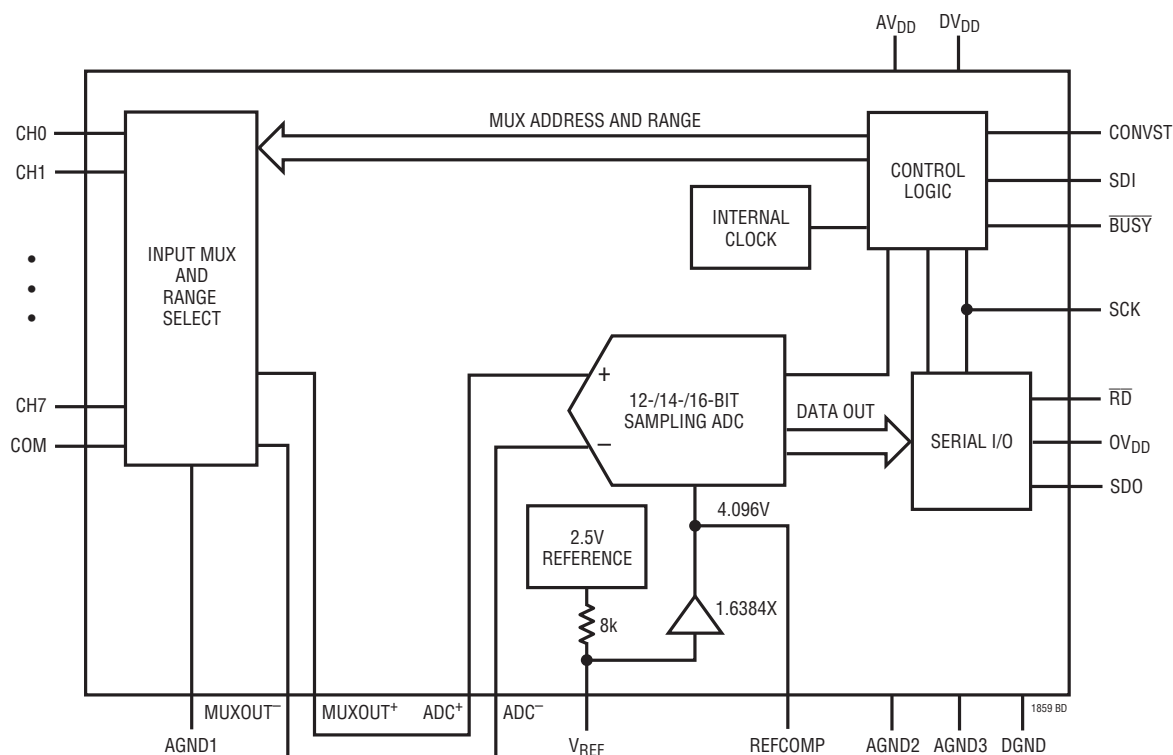 AVDD
DVDD
CH0
CH1
MUX ADDRESS AND RANGE
CONTROL
LOGIC
CONVST
SDI
BUSY
INTERNAL
CLOCK
INPUT MUX
AND
RANGE
SELECT
SCK
+
12-/14-/16-BIT
SAMPLING ADC
–
DATA OUT
SERIAL I/O
RD
OVDD
SDO
CH7
COM
4.096V
2.5V
REFERENCE
1.6384X
8k
MUXOUT–
MUXOUT+
ADC+
ADC–
1859 BD
AGND1
VREF
REFCOMP
AGND2
AGND3
DGND